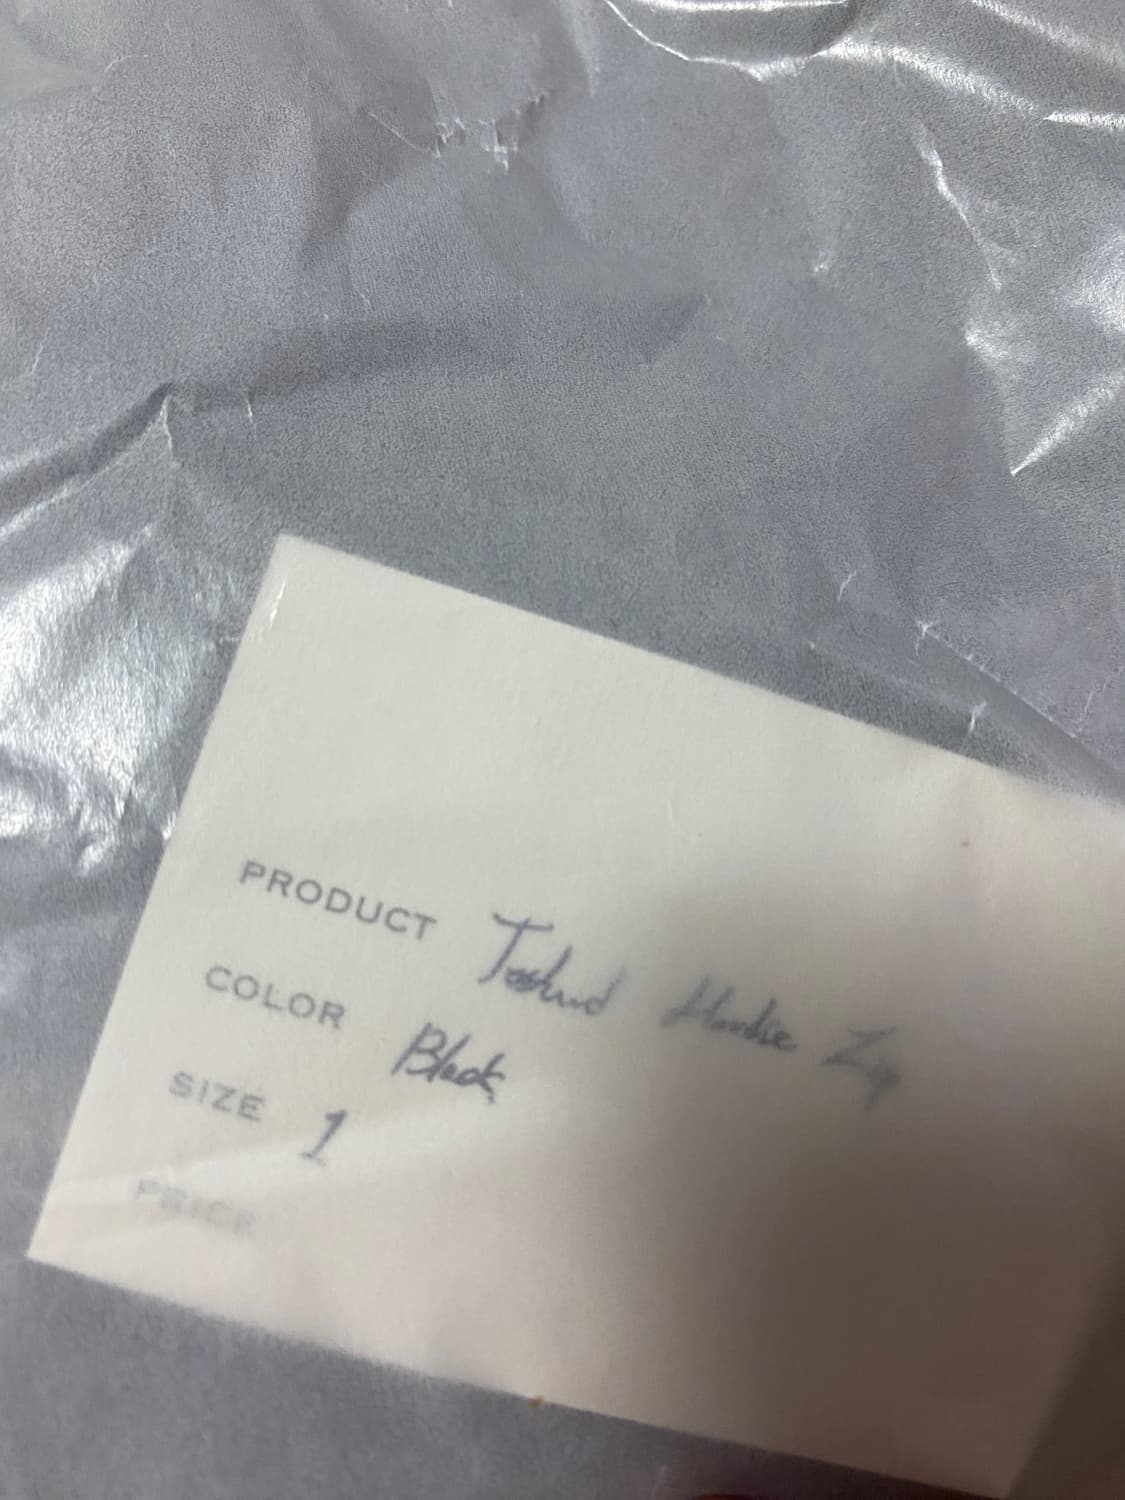 PRODUCT Hoodie Zip
COLOR Black
SIZE 1
PRICE